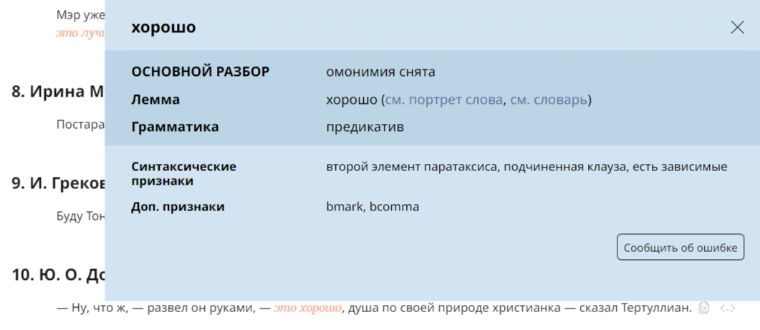 Мэр уже
это
хорошо
ОСНОВНОЙ РАЗБОР омонимия снята
8. Ирина
Лемма хорошо (см. портрет слова, см. словарь)
Постара
Грамматика предикатив
Синтаксические признаки второй элемент паратаксиса, подчиненная клауза, есть зависимые
9. И. Греков
Доп. признаки bmark, bcomma
Буду Тон
Сообщить об ошибке
10. Ю. О. До
— Ну, что ж, — развел он руками, — это хорошо, душа по своей природе христианка — сказал Тертуллиан.